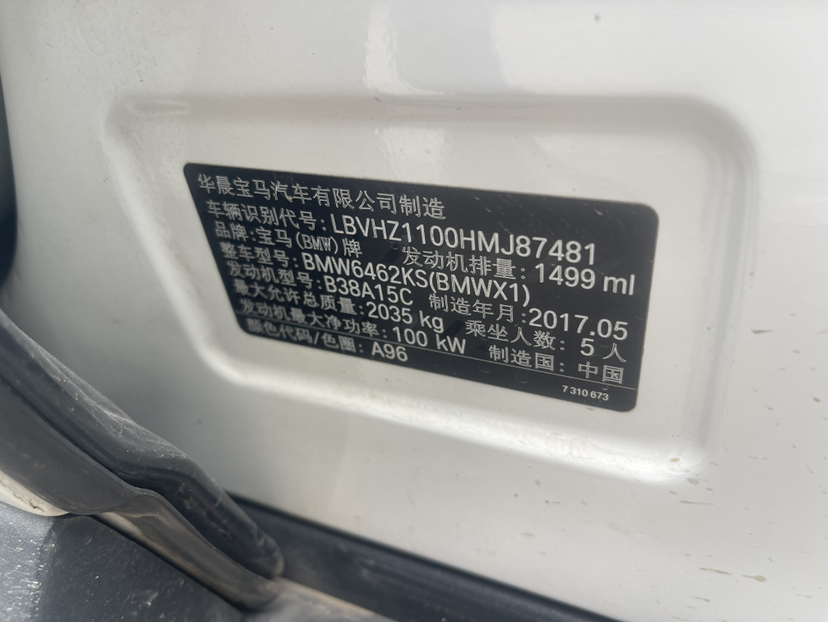 华晨宝马汽车有限公司制造
车辆识别代号: LBVHZ1100HMJ87481
品牌: 宝马(BMW)牌 发动机排量: 1499 ml
整车型号: BMW6462KS(BMWX1)
发动机型号: B38A15C 制造年月: 2017.05
最大允许总质量: 2035 kg 乘坐人数: 5 人
发动机最大净功率: 100 kW 制造国: 中国
颜色代码/色圈: A96
7 310 673